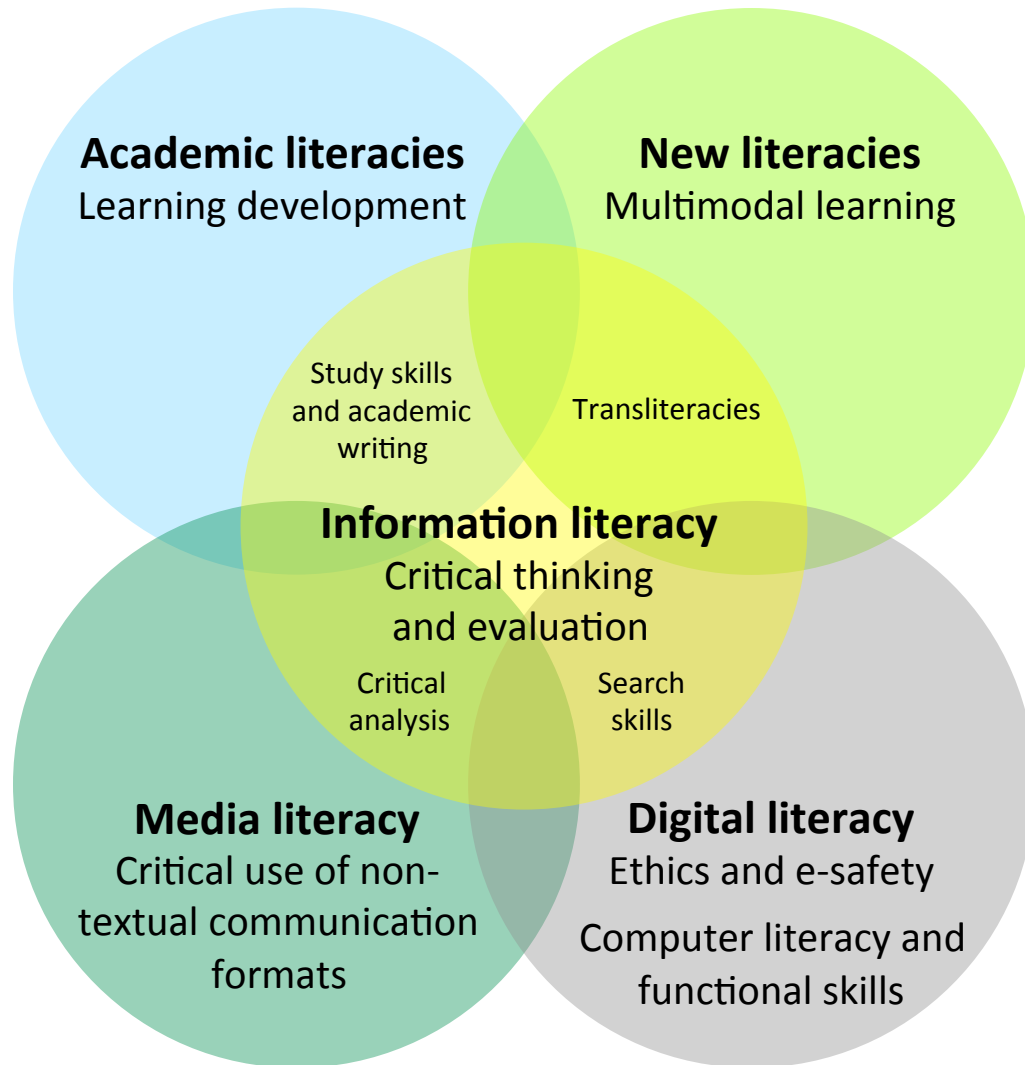 Academic literacies
Learning development
New literacies
Multimodal learning
Study skills
and academic
writing
Transliteracies
Information literacy
Critical thinking
and evaluation
Critical
analysis
Search
skills
Media literacy
Critical use of non-
textual communication
formats
Digital literacy
Ethics and e-safety
Computer literacy and
functional skills